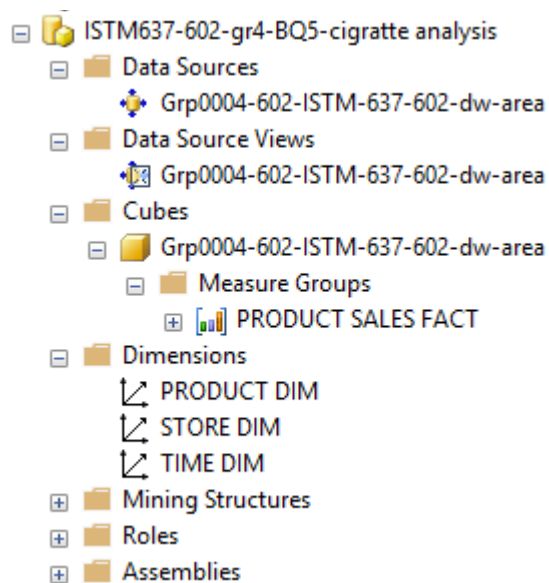 ISTM637-602-gr4-BQ5-cigratte analysis
Data Sources
Grp0004-602-ISTM-637-602-dw-area
Data Source Views
Grp0004-602-ISTM-637-602-dw-area
Cubes
Grp0004-602-ISTM-637-602-dw-area
Measure Groups
PRODUCT SALES FACT
Dimensions
PRODUCT DIM
STORE DIM
TIME DIM
Mining Structures
Roles
Assemblies